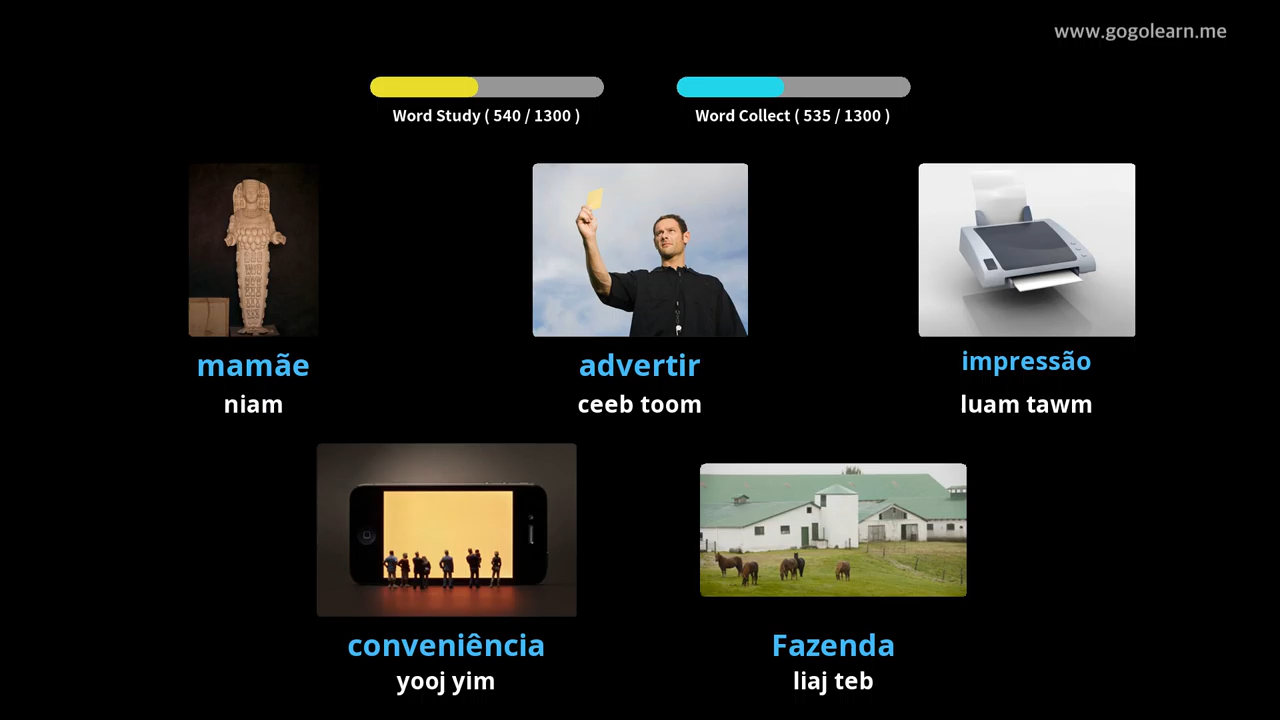 www.gogolearn.me
Word Study ( 540 / 1300 )
Word Collect ( 535 / 1300 )
mamãe
niam
advertir
ceeb toom
impressão
luam tawm
conveniência
yooj yim
Fazenda
liaj teb